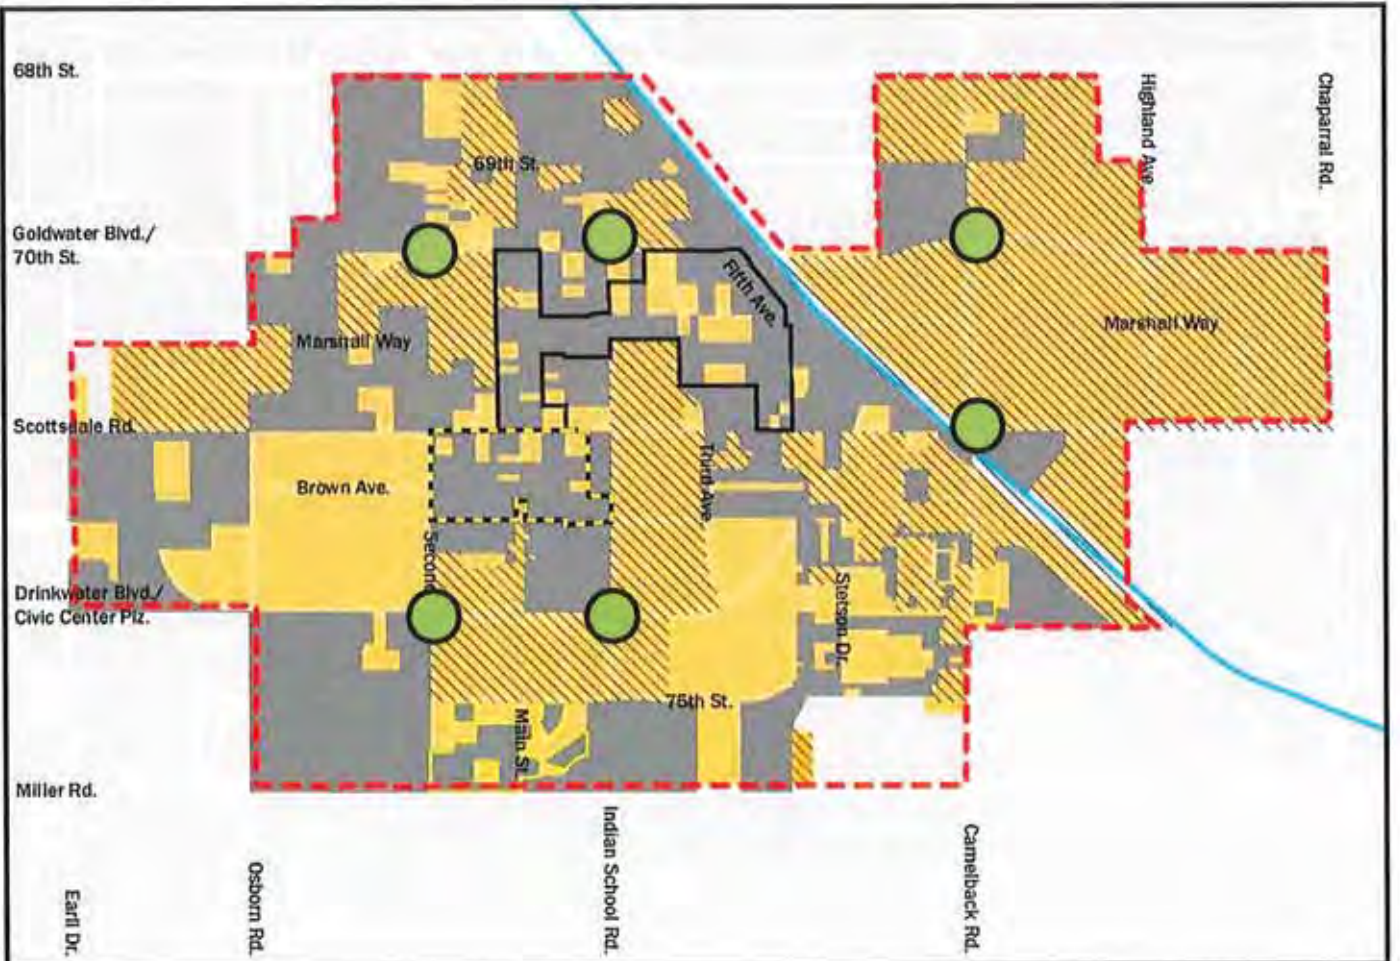 68th St.
Highland Ave.
Chaparral Rd.
69th St.
Goldwater Blvd./
70th St.
Fifth Ave.
Marshall Way
Marshall Way
Scottsdale Rd.
Third Ave.
Brown Ave.
Second
Drinkwater Blvd./
Civic Center Plz.
Stetson Dr.
75th St.
Main St.
Miller Rd.
Indian School Rd.
Camelback Rd.
Osborn Rd.
Earll Dr.